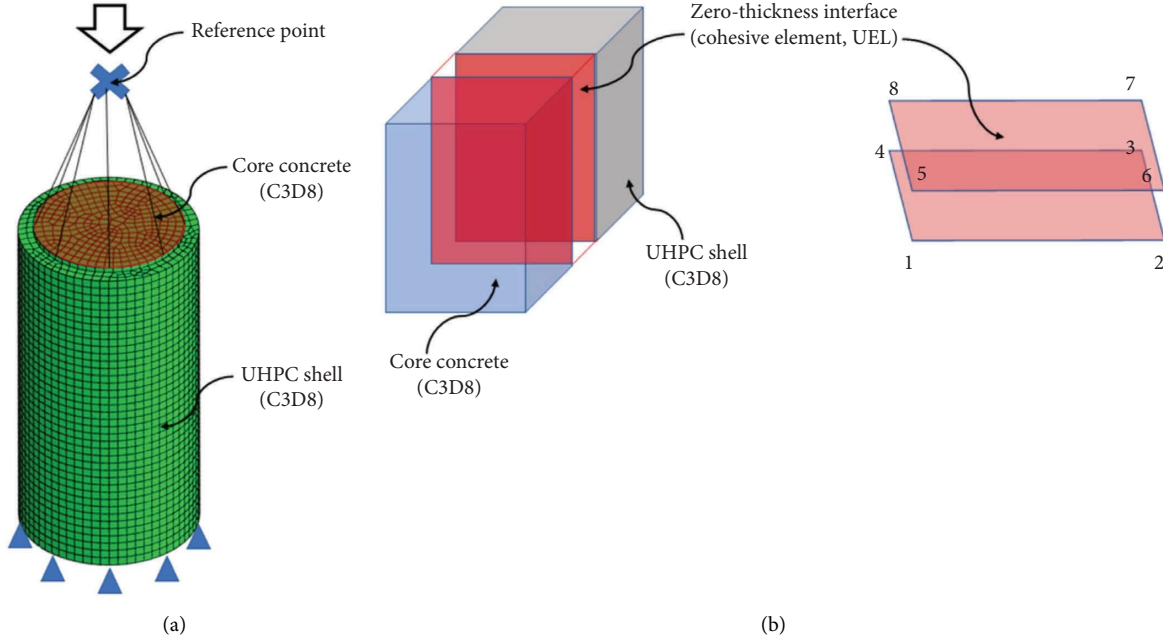 Reference point
Core concrete
(C3D8)
UHPC shell
(C3D8)
(a)
Zero-thickness interface
(cohesive element, UEL)
UHPC shell
(C3D8)
Core concrete
(C3D8)
8
7
4
3
5
6
1
2
(b)